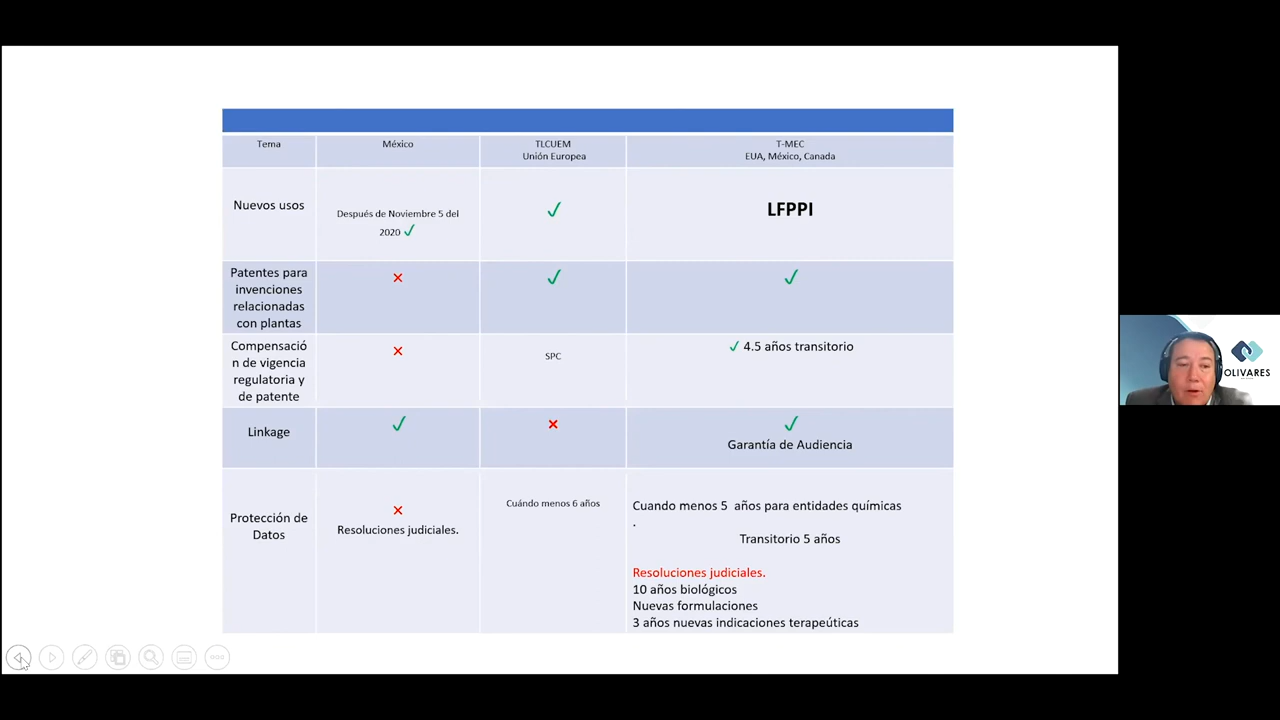 Tema
México
TLCUEM
Unión Europea
T-MEC
EUA, México, Canada
Nuevos usos
Después de Noviembre 5 del
2020 ✓
✓
LFPPI
Patentes para
invenciones
relacionadas
con plantas
×
✓
✓
Compensació
n de vigencia
regulatoria y
de patente
×
SPC
✓ 4.5 años transitorio
Linkage
✓
×
✓
Garantía de Audiencia
Protección de
Datos
×
Resoluciones judiciales.
Cuándo menos 6 años
Cuando menos 5 años para entidades químicas
.
Transitorio 5 años
Resoluciones judiciales.
10 años biológicos
Nuevas formulaciones
3 años nuevas indicaciones terapeúticas
OLIVARES